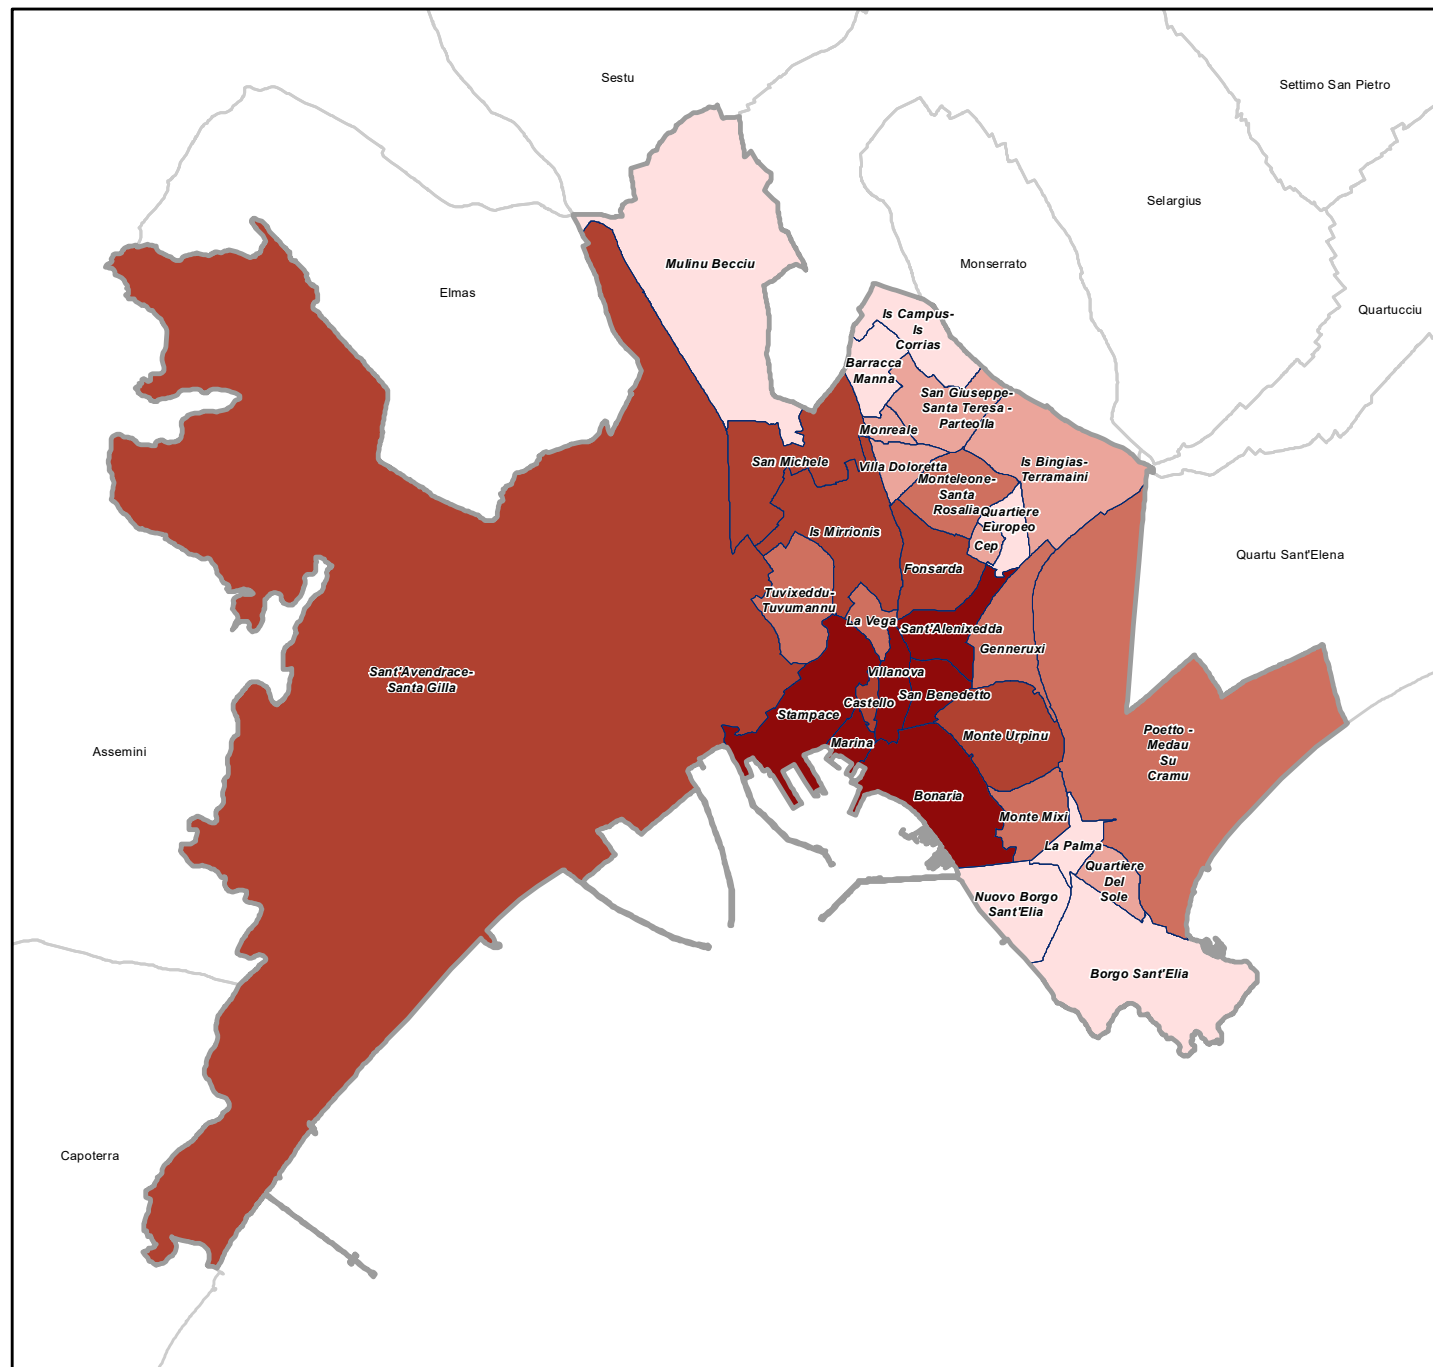 Sestu
Settimo San Pietro
Selargius
Mulinu Becciu
Monserrato
Elmas
Quartucciu
Is Campus-
Is
Corrias
Barracca
Manna
San Giuseppe-
Santa Teresa -
Parteolla
Monreale
San Michele
Villa Doloretta
Is Bingias-
Terramaini
Monteleone-
Santa
Rosalia
Quartiere
Europeo
Is Mirrionis
Cep
Quartu Sant'Elena
Fonsarda
Tuvixeddu-
Tuvumannu
La Vega
Sant'Alenixedda
Genneruxi
Sant'Avendrace-
Santa Gilla
Villanova
San Benedetto
Castello
Stampace
Marina
Monte Urpinu
Poetto -
Medau
Su
Cramu
Assemini
Bonaria
Monte Mixi
La Palma
Quartiere
Del
Sole
Nuovo Borgo
Sant'Elia
Borgo Sant'Elia
Capoterra